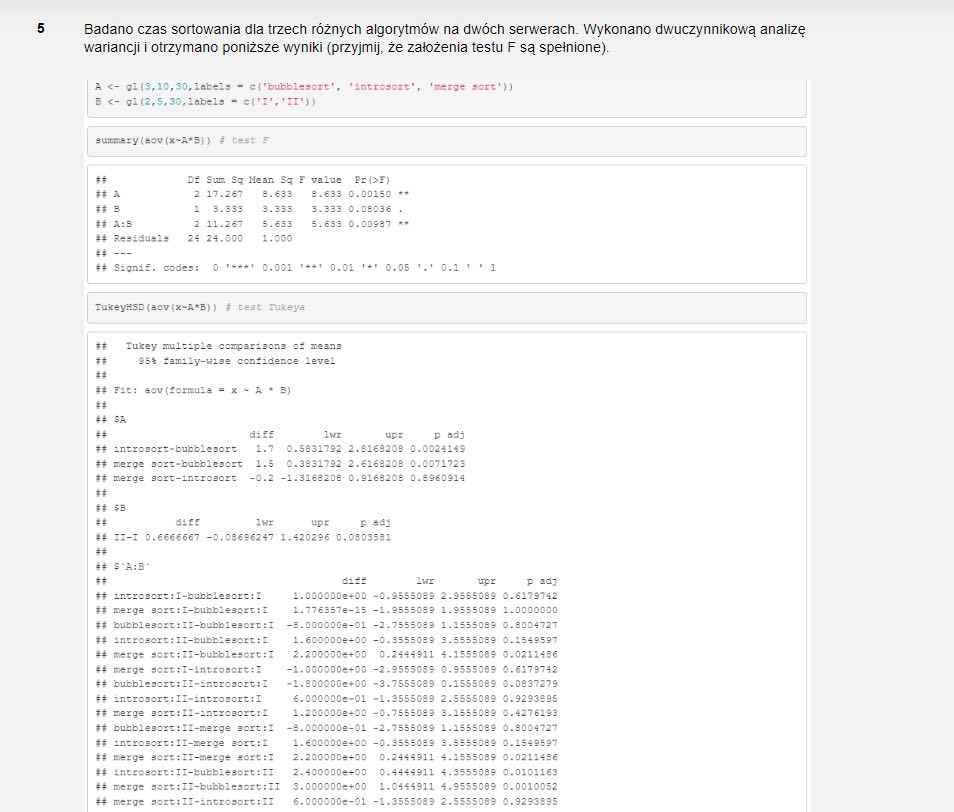 5 Badano czas sortowania dla trzech różnych algorytmów na dwóch serwerach. Wykonano dwuczynnikową analizę
wariancji i otrzymano poniższe wyniki (przyjmij, że założenia testu F są spełnione).
A <- gl(3,10,30,labels = c('bubblesort', 'introsort', 'merge sort'))
B <- gl(2,5,30,labels = c('I','II'))
summary(aov(x~A*B)) # test F
## Df Sum Sq Mean Sq F value Pr(>F)
## A 2 17.267 8.633 8.633 0.00150 **
## B 1 3.333 3.333 3.333 0.08036 .
## A:B 2 11.267 5.633 5.633 0.00987 **
## Residuals 24 24.000 1.000
## ---
## Signif. codes: 0 '***' 0.001 '**' 0.01 '*' 0.05 '.' 0.1 ' ' 1
TukeyHSD(aov(x~A*B)) # test Tukeya
## Tukey multiple comparisons of means
## 95% family-wise confidence level
##
## Fit: aov(formula = x ~ A * B)
##
## $A
## diff lwr upr p adj
## introsort-bubblesort 1.7 0.5831792 2.8168208 0.0024149
## merge sort-bubblesort 1.5 0.3831792 2.6168208 0.0071723
## merge sort-introsort -0.2 -1.3168208 0.9168208 0.8960914
##
## $B
## diff lwr upr p adj
## II-I 0.6666667 -0.08696247 1.420296 0.0803581
##
## $`A:B`
## diff lwr upr p adj
## introsort:I-bubblesort:I 1.000000e+00 -0.9555089 2.9555089 0.6179742
## merge sort:I-bubblesort:I 1.776357e-15 -1.9555089 1.9555089 1.0000000
## bubblesort:II-bubblesort:I -8.000000e-01 -2.7555089 1.1555089 0.8004727
## introsort:II-bubblesort:I 1.600000e+00 -0.3555089 3.5555089 0.1549597
## merge sort:II-bubblesort:I 2.200000e+00 0.2444911 4.1555089 0.0211486
## merge sort:I-introsort:I -1.000000e+00 -2.9555089 0.9555089 0.6179742
## bubblesort:II-introsort:I -1.800000e+00 -3.7555089 0.1555089 0.0837279
## introsort:II-introsort:I 6.000000e-01 -1.3555089 2.5555089 0.9293895
## merge sort:II-introsort:I 1.200000e+00 -0.7555089 3.1555089 0.4276193
## bubblesort:II-merge sort:I -8.000000e-01 -2.7555089 1.1555089 0.8004727
## introsort:II-merge sort:I 1.600000e+00 -0.3555089 3.5555089 0.1549597
## merge sort:II-merge sort:I 2.200000e+00 0.2444911 4.1555089 0.0211486
## introsort:II-bubblesort:II 2.400000e+00 0.4444911 4.3555089 0.0101163
## merge sort:II-bubblesort:II 3.000000e+00 1.0444911 4.9555089 0.0010052
## merge sort:II-introsort:II 6.000000e-01 -1.3555089 2.5555089 0.9293895